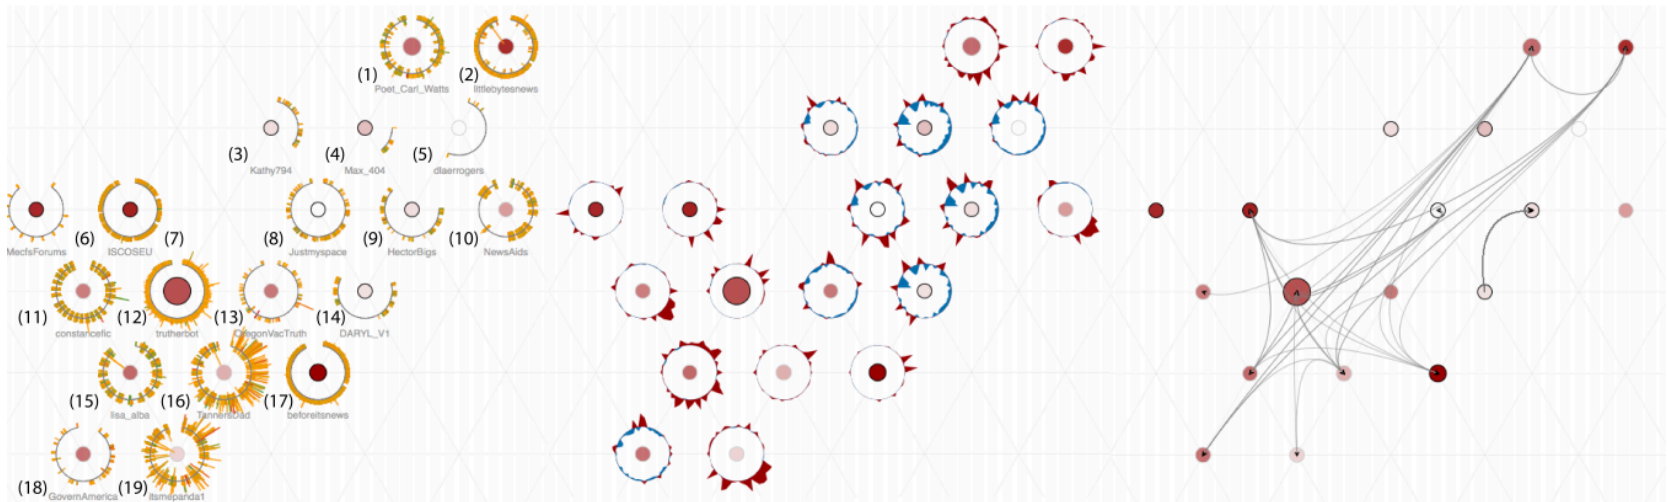 (1) (2)
Poet_Carl_Watts littlebytesnews
(3) (4) (5)
Kathy794 Max_404 dlaerrogers
(6) (7) (8) (9) (10)
MecfsForums ISCOSEU Justmyspace HectorBigs NewsAids
(11) (12) (13) (14)
constancefic trutherbot OregonVacTruth DARYL_V1
(15) (16) (17)
lisa_alba TannersDad beforeitsnews
(18) (19)
GovernAmerica itsmepanda1